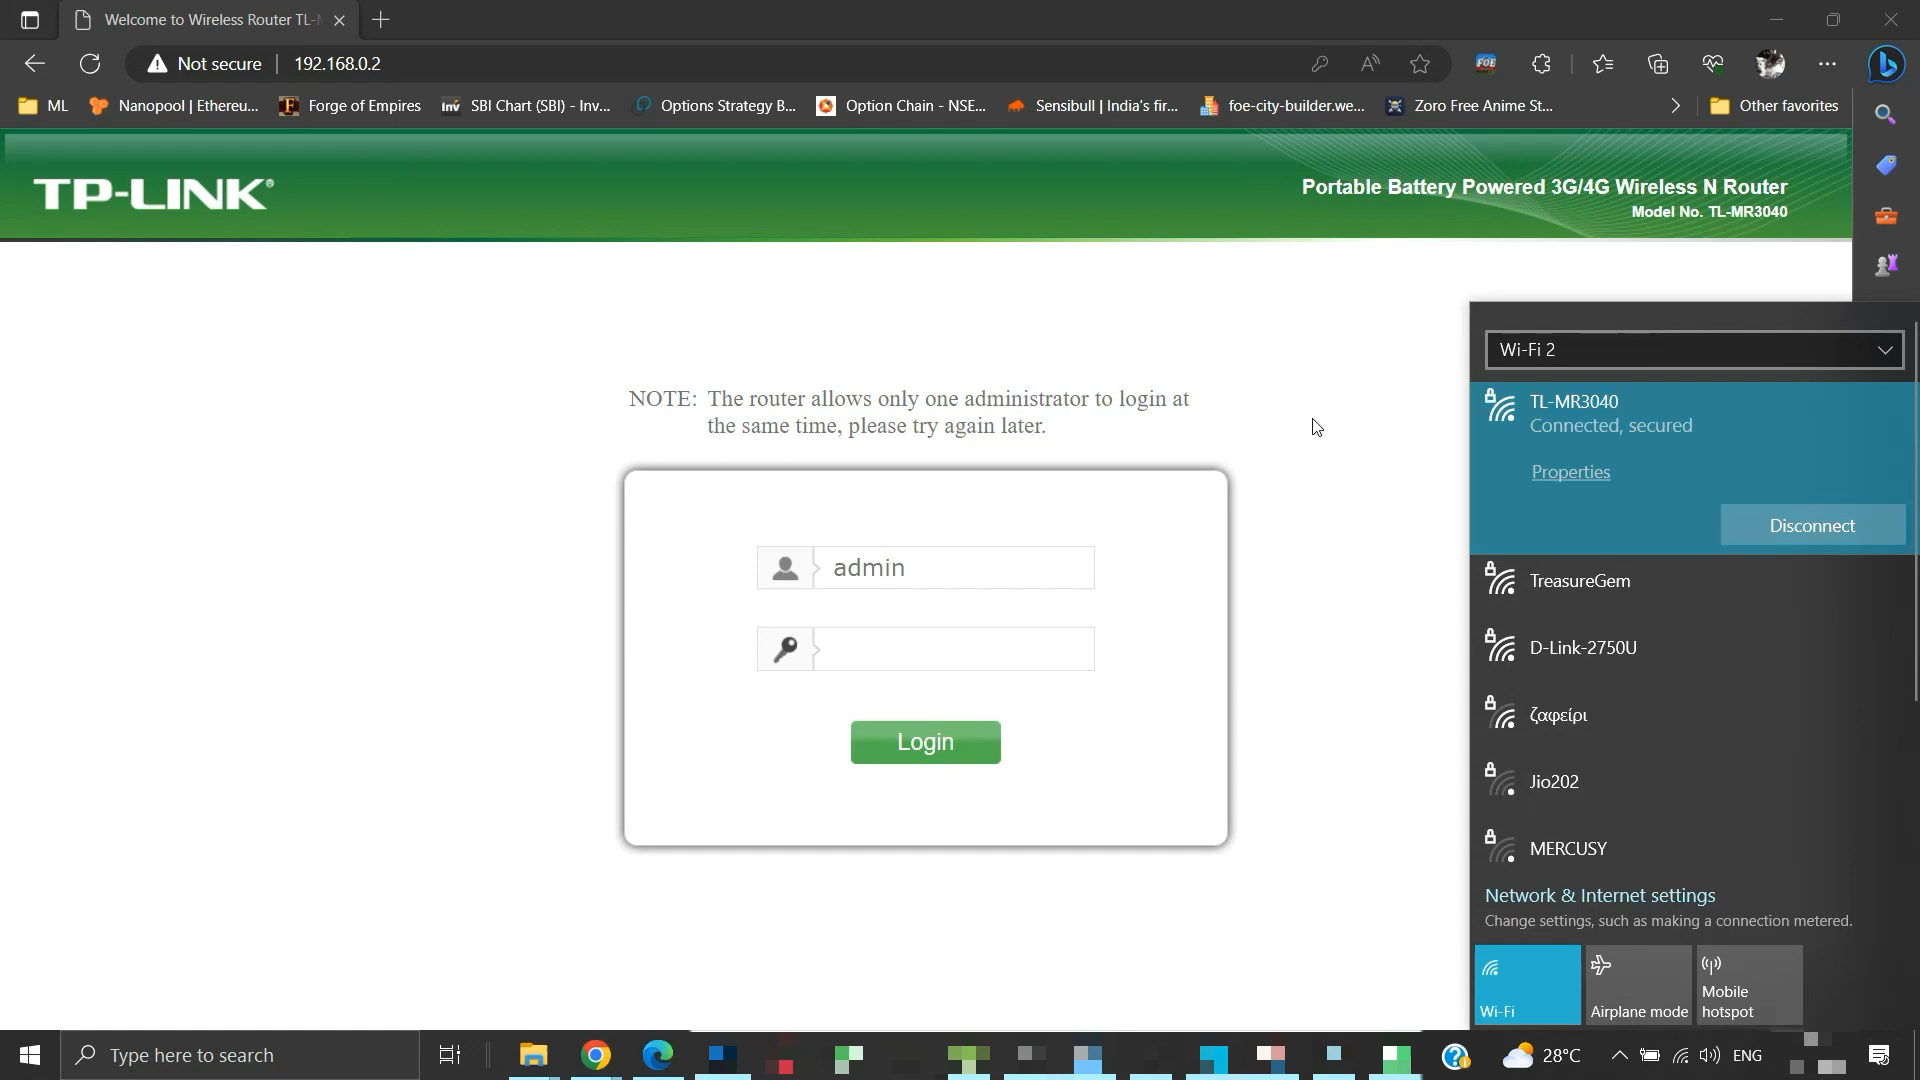 Welcome to Wireless Router TL-
Not secure
192.168.0.2
FOE
ML
Nanopool | Ethereu...
Forge of Empires
Inv
SBI Chart (SBI) - Inv...
Options Strategy B...
Option Chain - NSE...
Sensibull | India's fir...
foe-city-builder.we...
Zoro Free Anime St...
Other favorites
TP-LINK®
Portable Battery Powered 3G/4G Wireless N Router
Model No. TL-MR3040
NOTE: The router allows only one administrator to login at
the same time, please try again later.
admin
Login
Wi-Fi 2
TL-MR3040
Connected, secured
Properties
Disconnect
TreasureGem
D-Link-2750U
ζαφείρι
Jio202
MERCUSY
Network & Internet settings
Change settings, such as making a connection metered.
Wi-Fi
Airplane mode
Mobile
hotspot
Type here to search
28°C
ENG